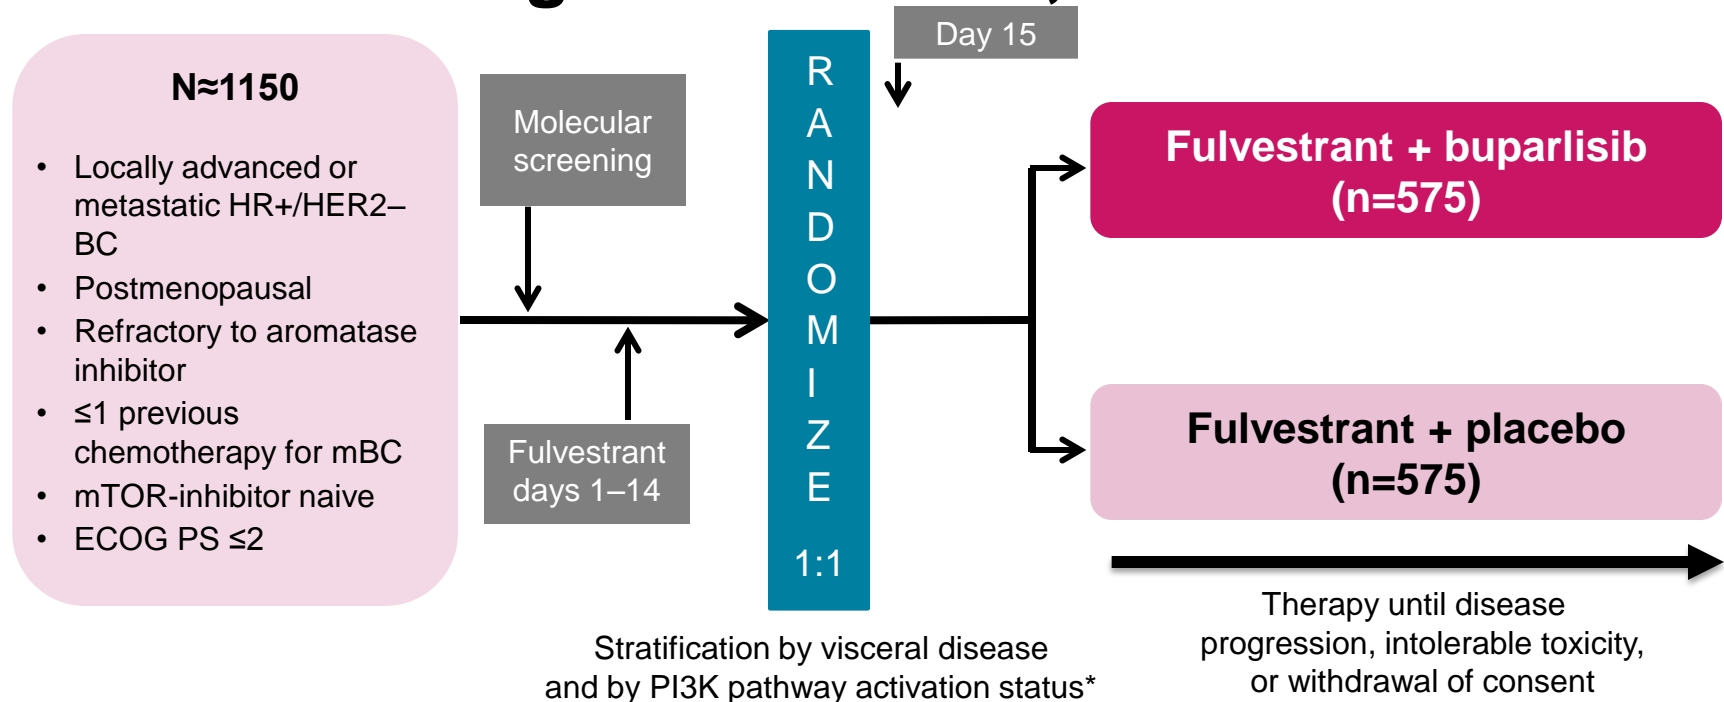 N≈1150
• Locally advanced or
metastatic HR+/HER2–
BC
• Postmenopausal
• Refractory to aromatase
inhibitor
• ≤1 previous
chemotherapy for mBC
• mTOR-inhibitor naive
• ECOG PS ≤2
Molecular
screening
Fulvestrant
days 1–14
R
A
N
D
O
M
I
Z
E
1:1
Day 15
Stratification by visceral disease
and by PI3K pathway activation status*
Fulvestrant + buparlisib
(n=575)
Fulvestrant + placebo
(n=575)
Therapy until disease
progression, intolerable toxicity,
or withdrawal of consent